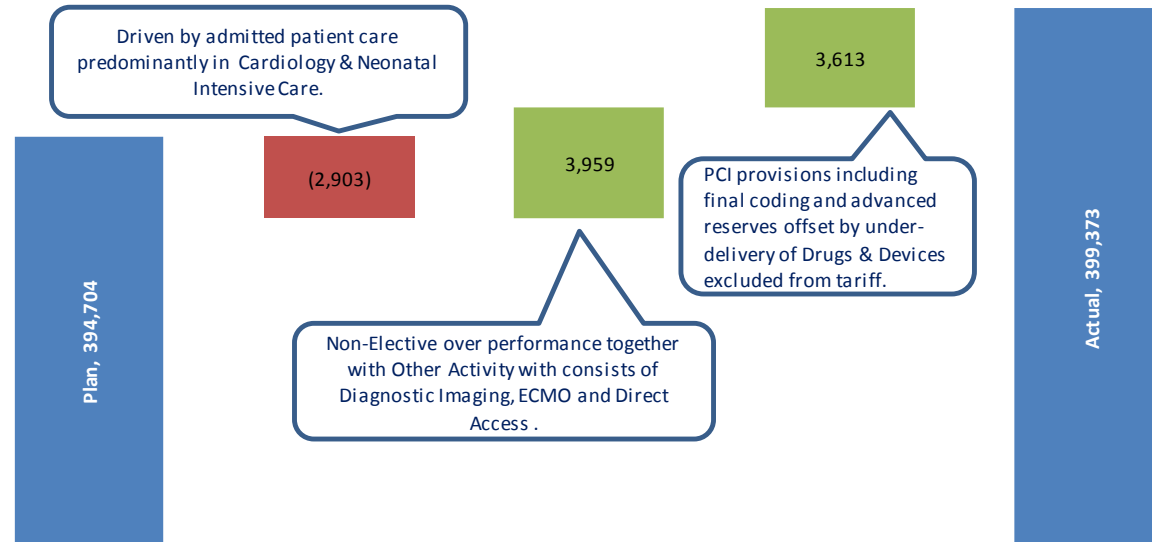 Driven by admitted patient care
predominantly in Cardiology & Neonatal
Intensive Care.
3,613
(2,903)
3,959
PCI provisions including
final coding and advanced
reserves offset by under-
delivery of Drugs & Devices
excluded from tariff.
Plan, 394,704
Actual, 399,373
Non-Elective over performance together
with Other Activity with consists of
Diagnostic Imaging, ECMO and Direct
Access .